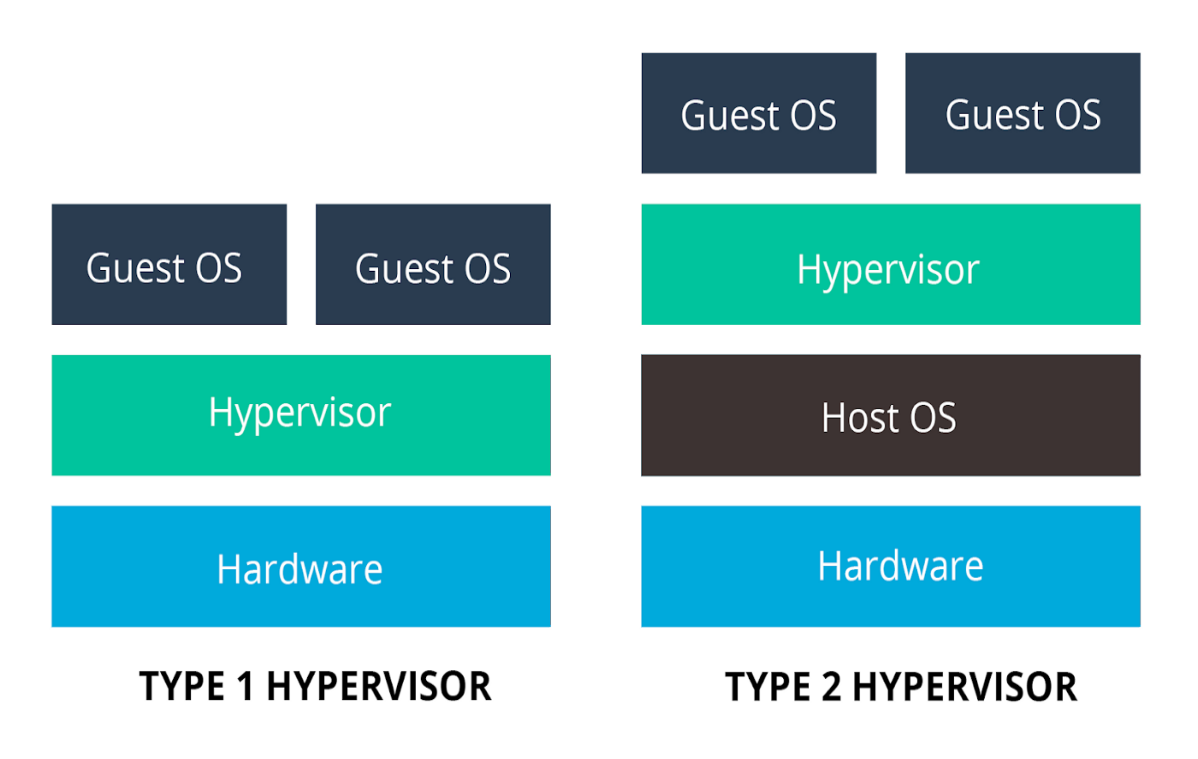 Guest OS
Guest OS
Hypervisor
Hardware
TYPE 1 HYPERVISOR
Guest OS
Guest OS
Hypervisor
Host OS
Hardware
TYPE 2 HYPERVISOR